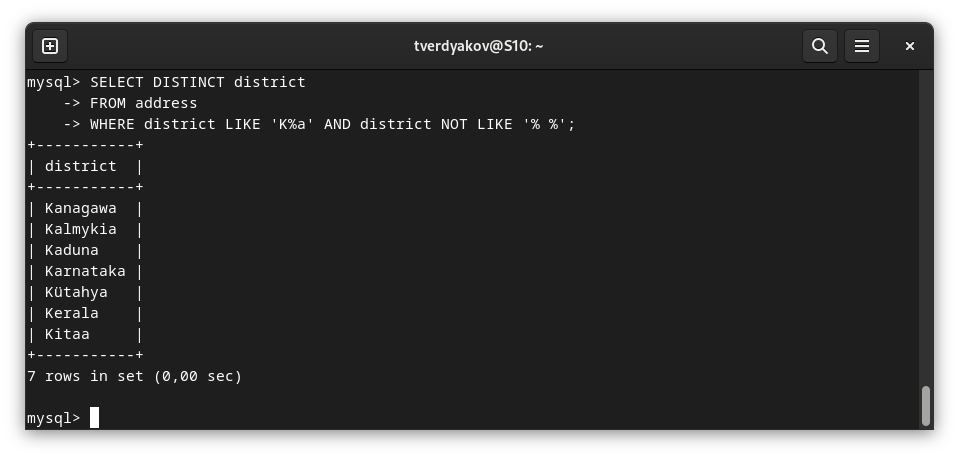 tverdyakov@S10: ~
mysql> SELECT DISTINCT district
    -> FROM address
    -> WHERE district LIKE 'K%a' AND district NOT LIKE '% %';
+-----------+
| district  |
+-----------+
| Kanagawa  |
| Kalmykia  |
| Kaduna    |
| Karnataka |
| Kütahya   |
| Kerala    |
| Kitaa     |
+-----------+
7 rows in set (0,00 sec)

mysql>